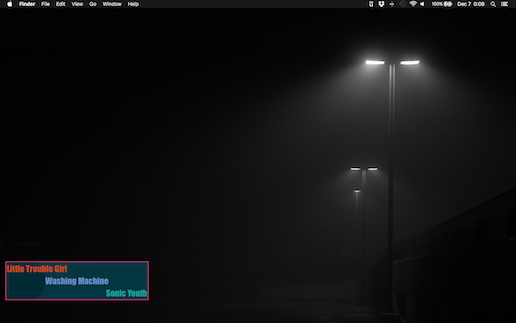 Finder File Edit View Go Window Help 100% Dec 7 0:08
Little Trouble Girl
Washing Machine
Sonic Youth